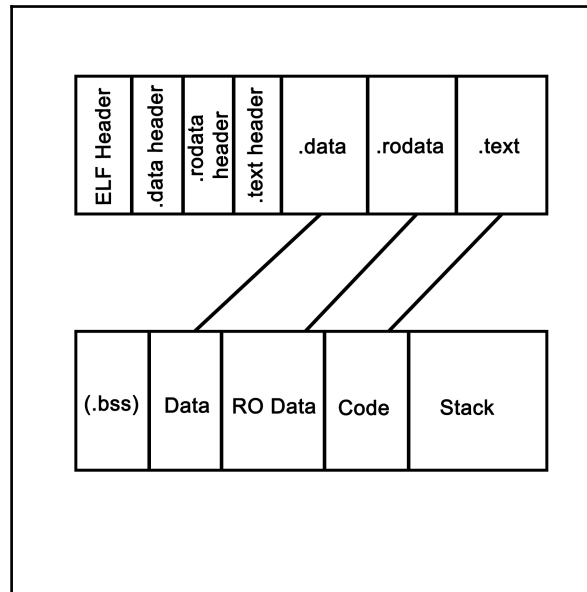 ELF Header
.data header
.rodata
header
.text header
.data
.rodata
.text
(.bss)
Data
RO Data
Code
Stack